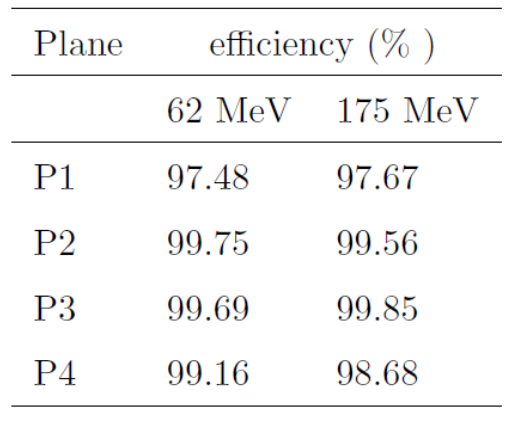 Plane efficiency (% )
62 MeV 175 MeV
P1 97.48 97.67
P2 99.75 99.56
P3 99.69 99.85
P4 99.16 98.68